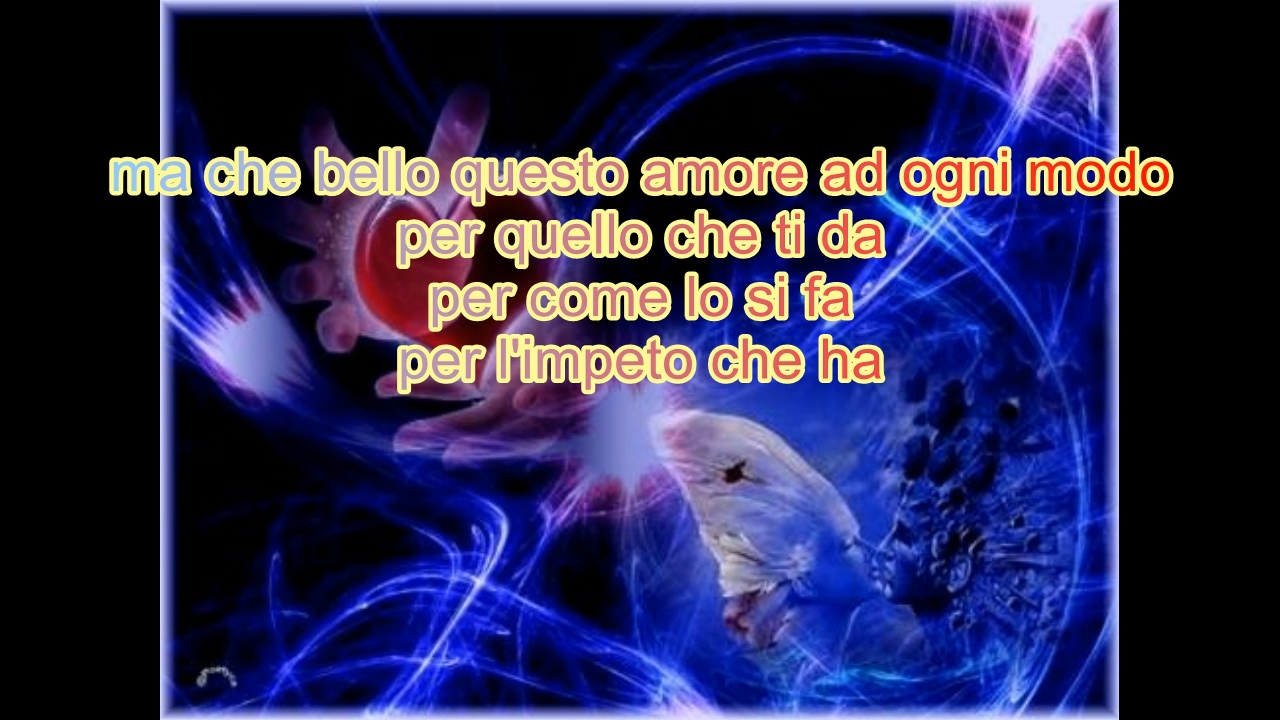 ma che bello questo amore ad ogni modo
per quello che ti da
per come lo si fa
per l'impeto che ha